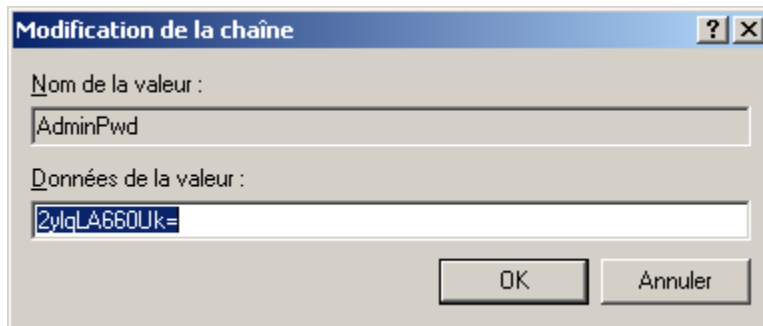 Modification de la chaîne
Nom de la valeur :
AdminPwd
Données de la valeur :
2ylqLA660Uk=
OK Annuler